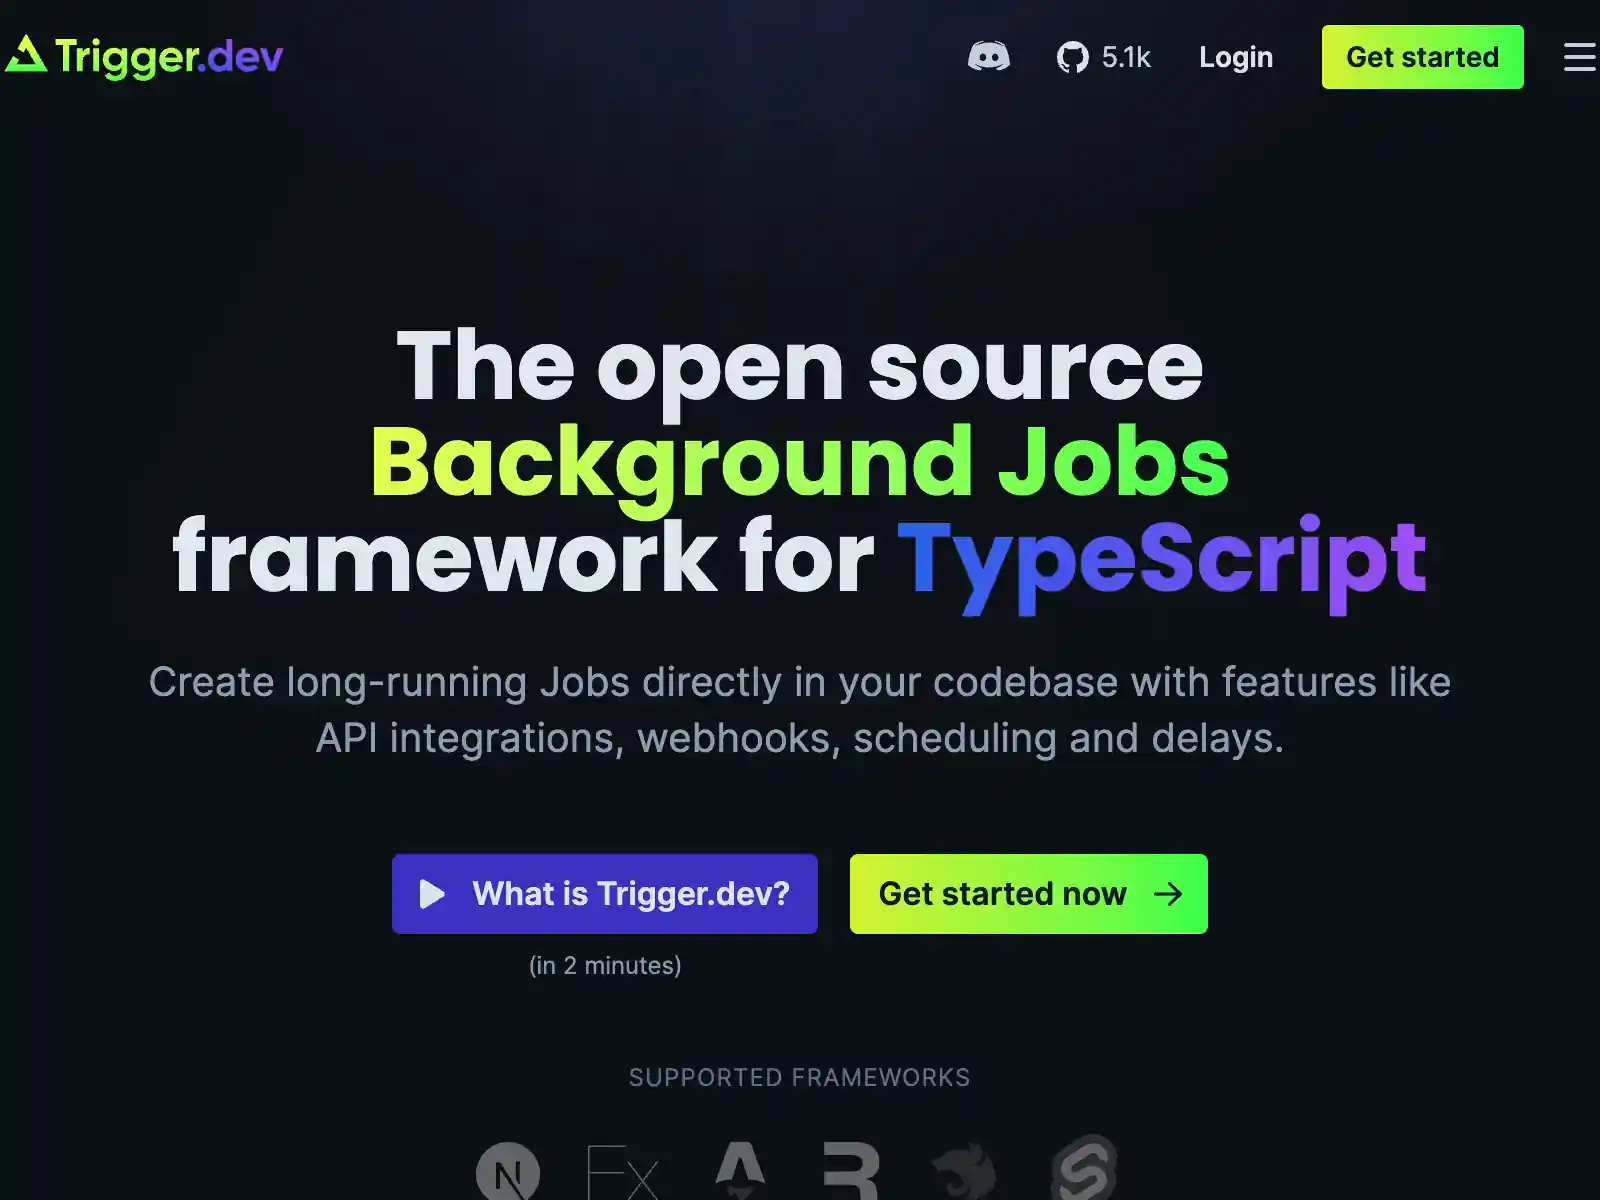 Trigger.dev
5.1k
Login
Get started
The open source
Background Jobs
framework for TypeScript
Create long-running Jobs directly in your codebase with features like
API integrations, webhooks, scheduling and delays.
What is Trigger.dev?
Get started now
(in 2 minutes)
SUPPORTED FRAMEWORKS
N
Ex